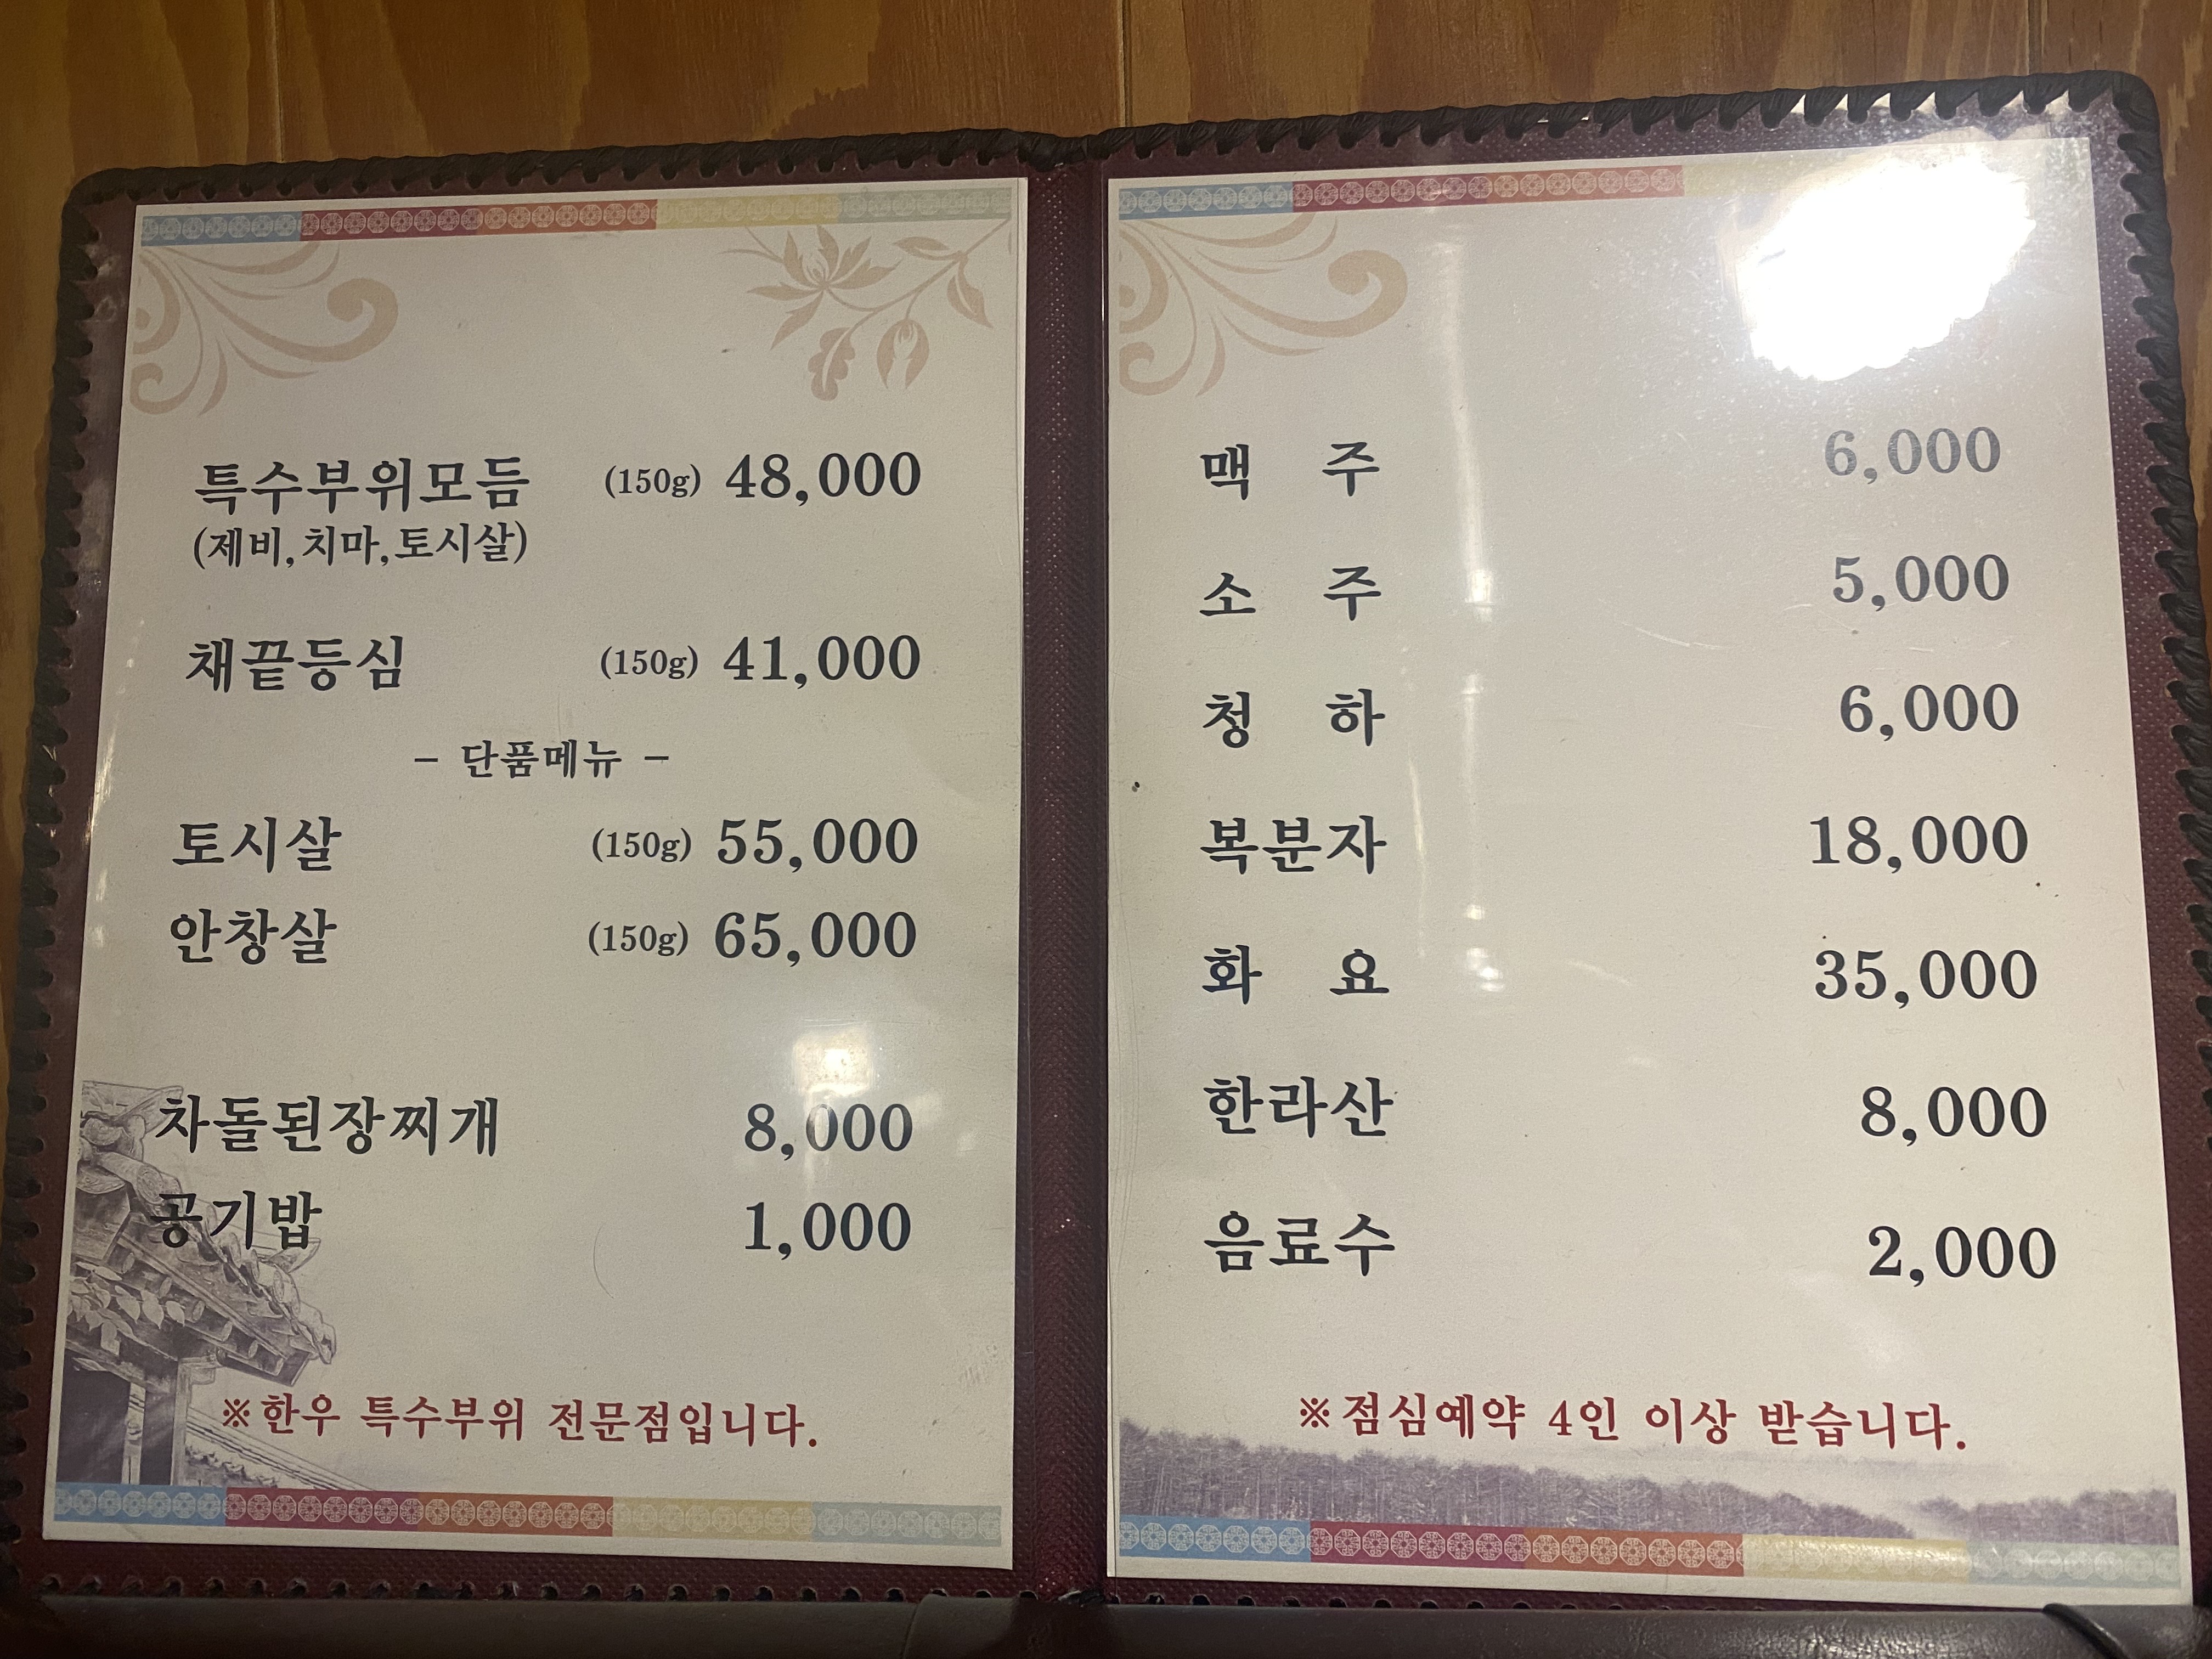 특수부위모듬 (150g) 48,000
(제비,치마,토시살)
채끝등심 (150g) 41,000
- 단품메뉴 -
토시살 (150g) 55,000
안창살 (150g) 65,000
차돌된장찌개 8,000
공기밥 1,000
※한우 특수부위 전문점입니다.
맥 주 6,000
소 주 5,000
청 하 6,000
복분자 18,000
화 요 35,000
한라산 8,000
음료수 2,000
※점심예약 4인 이상 받습니다.